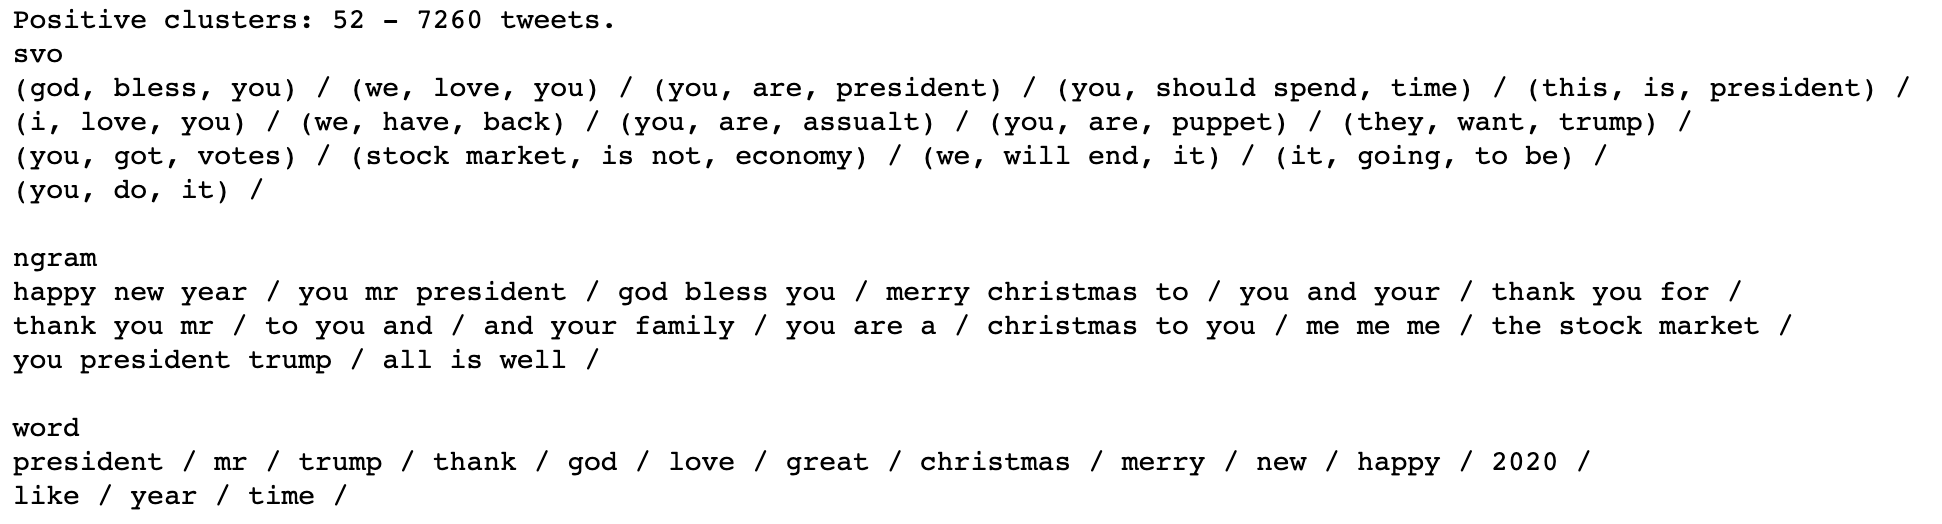 Positive clusters: 52 - 7260 tweets.
svo
(god, bless, you) / (we, love, you) / (you, are, president) / (you, should spend, time) / (this, is, president) /
(i, love, you) / (we, have, back) / (you, are, assualt) / (you, are, puppet) / (they, want, trump) /
(you, got, votes) / (stock market, is not, economy) / (we, will end, it) / (it, going, to be) /
(you, do, it) /
ngram
happy new year / you mr president / god bless you / merry christmas to / you and your / thank you for /
thank you mr / to you and / and your family / you are a / christmas to you / me me me / the stock market /
you president trump / all is well /
word
president / mr / trump / thank / god / love / great / christmas / merry / new / happy / 2020 /
like / year / time /